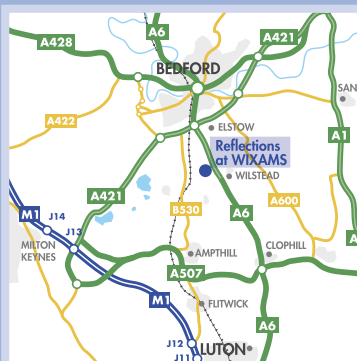 A6
A428
A421
BEDFORD
SAN
A422
ELSTOW
A1
Reflections
at WIXAMS
WILSTEAD
A421
A600
B530
A6
M1
J14
J13
MILTON
KEYNES
AMPTHILL
CLOPHILL
A
A507
M1
FLITWICK
A6
J12
LUTON
J11